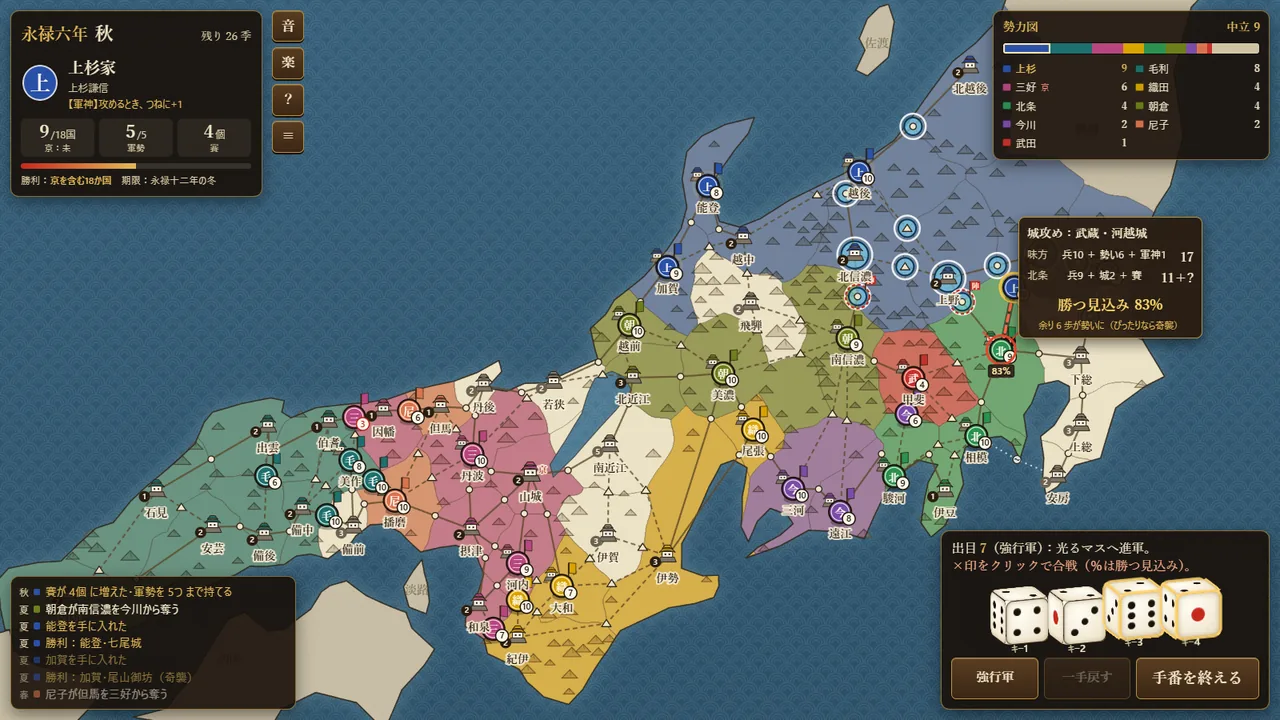 永禄六年 秋
残り 26 季
上
上杉家
上杉謙信
【軍神】攻めるとき、つねに+1
9/18国
京：未
5/5
軍勢
4個
賽
勝利：京を含む18か国 期限：永禄十二年の冬
音
楽
?
≡
勢力図
中立 9
上杉 9
毛利 8
三好 京 6
織田 4
北条 4
朝倉 4
今川 2
尼子 2
武田 1
城攻め：武蔵・河越城
味方 兵10 + 勢い6 + 軍神1 17
北条 兵9 + 城2 + 賽 11+?
勝つ見込み 83%
余り 6 歩が勢いに（ぴったりなら奇襲）
佐渡
北越後
越後
能登
越中
加賀
北信濃
上野
飛騨
越前
南信濃
83%
下総
甲斐
美濃
北近江
若狭
丹後
但馬
因幡
伯耆
出雲
上総
相模
尾張
南近江
丹波
京
山城
美作
石見
安房
駿河
伊豆
三河
遠江
播磨
備中
備前
備後
安芸
摂津
伊賀
伊勢
河内
大和
淡路
和泉
紀伊
秋 賽が 4個 に増えた・軍勢を 5つ まで持てる
夏 朝倉が南信濃を今川から奪う
夏 能登を手に入れた
夏 勝利：能登・七尾城
夏 加賀を手に入れた
夏 勝利：加賀・尾山御坊（奇襲）
春 尼子が但馬を三好から奪う
出目 7（強行軍）：光るマスへ進軍。
×印をクリックで合戦（%は勝つ見込み）。
キー1
キー2
キー3
キー4
強行軍
一手戻す
手番を終える